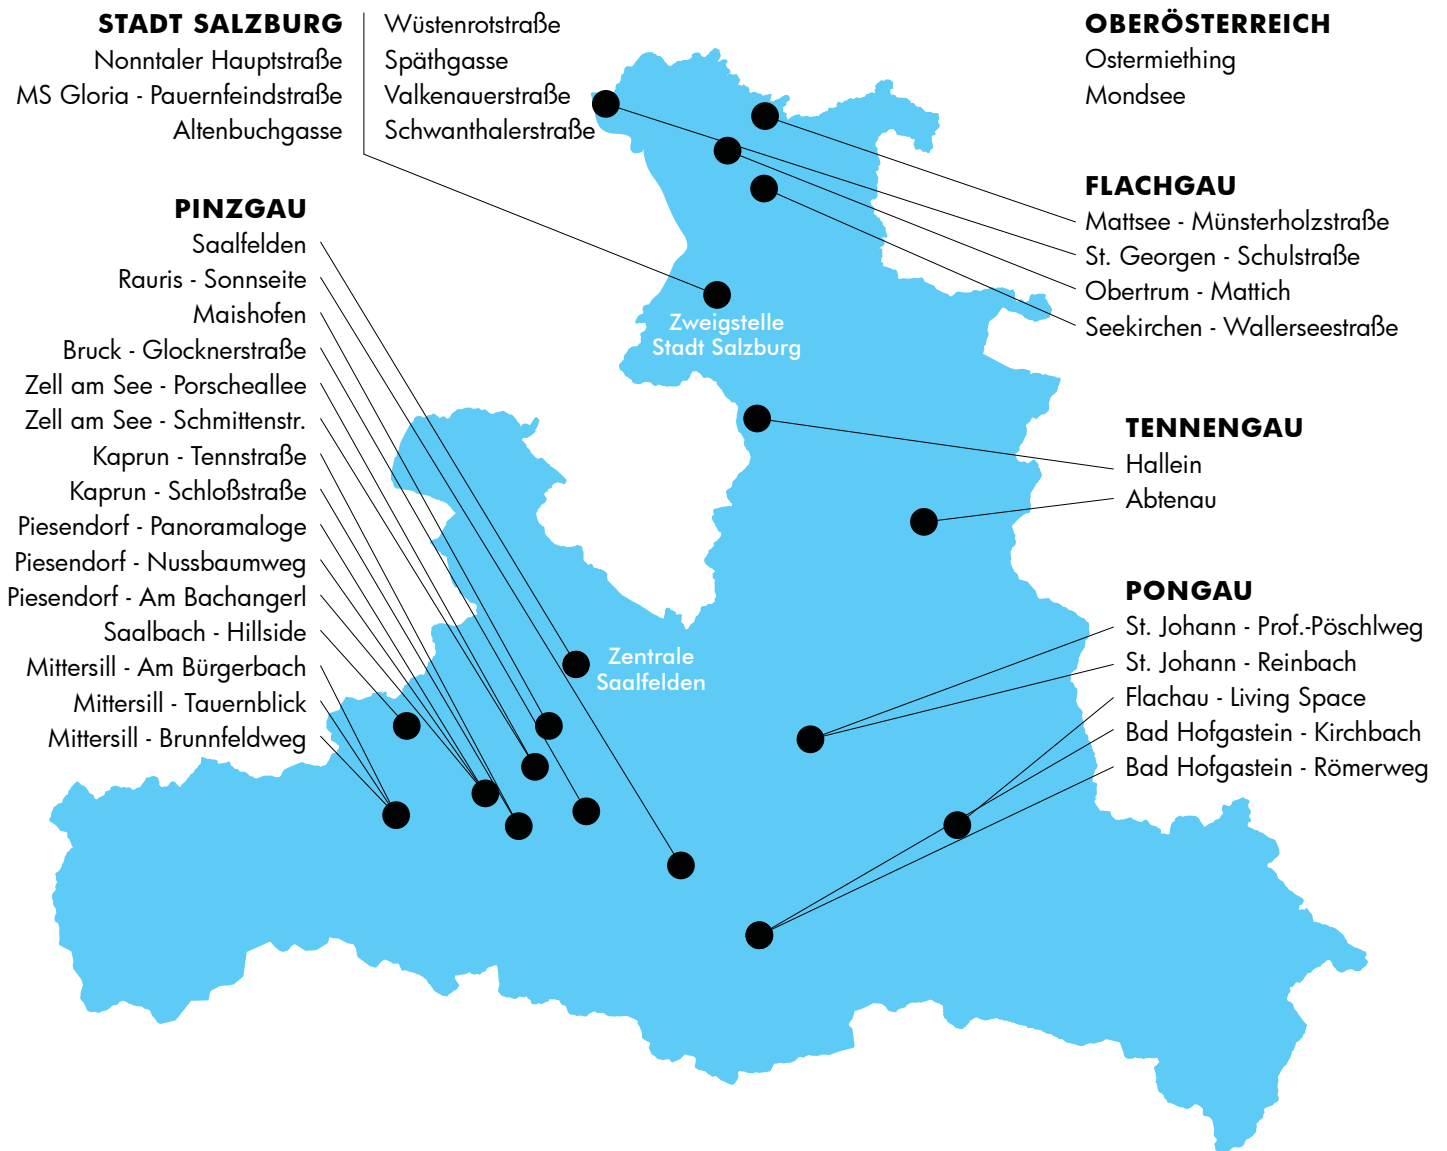 STADT SALZBURG
Nonntaler Hauptstraße
MS Gloria - Pauernfeindstraße
Altenbuchgasse
Wüstenrotstraße
Späthgasse
Valkenauerstraße
Schwanthalerstraße
OBERÖSTERREICH
Ostermiething
Mondsee
FLACHGAU
Mattsee - Münsterholzstraße
St. Georgen - Schulstraße
Obertrum - Mattich
Seekirchen - Wallerseestraße
PINZGAU
Saalfelden
Rauris - Sonnseite
Maishofen
Bruck - Glocknerstraße
Zell am See - Porscheallee
Zell am See - Schmittenstr.
Kaprun - Tennstraße
Kaprun - Schloßstraße
Piesendorf - Panoramaloge
Piesendorf - Nussbaumweg
Piesendorf - Am Bachangerl
Saalbach - Hillside
Mittersill - Am Bürgerbach
Mittersill - Tauernblick
Mittersill - Brunnfeldweg
Zweigstelle
Stadt Salzburg
Zentrale
Saalfelden
TENNENGAU
Hallein
Abtenau
PONGAU
St. Johann - Prof.-Pöschlweg
St. Johann - Reinbach
Flachau - Living Space
Bad Hofgastein - Kirchbach
Bad Hofgastein - Römerweg